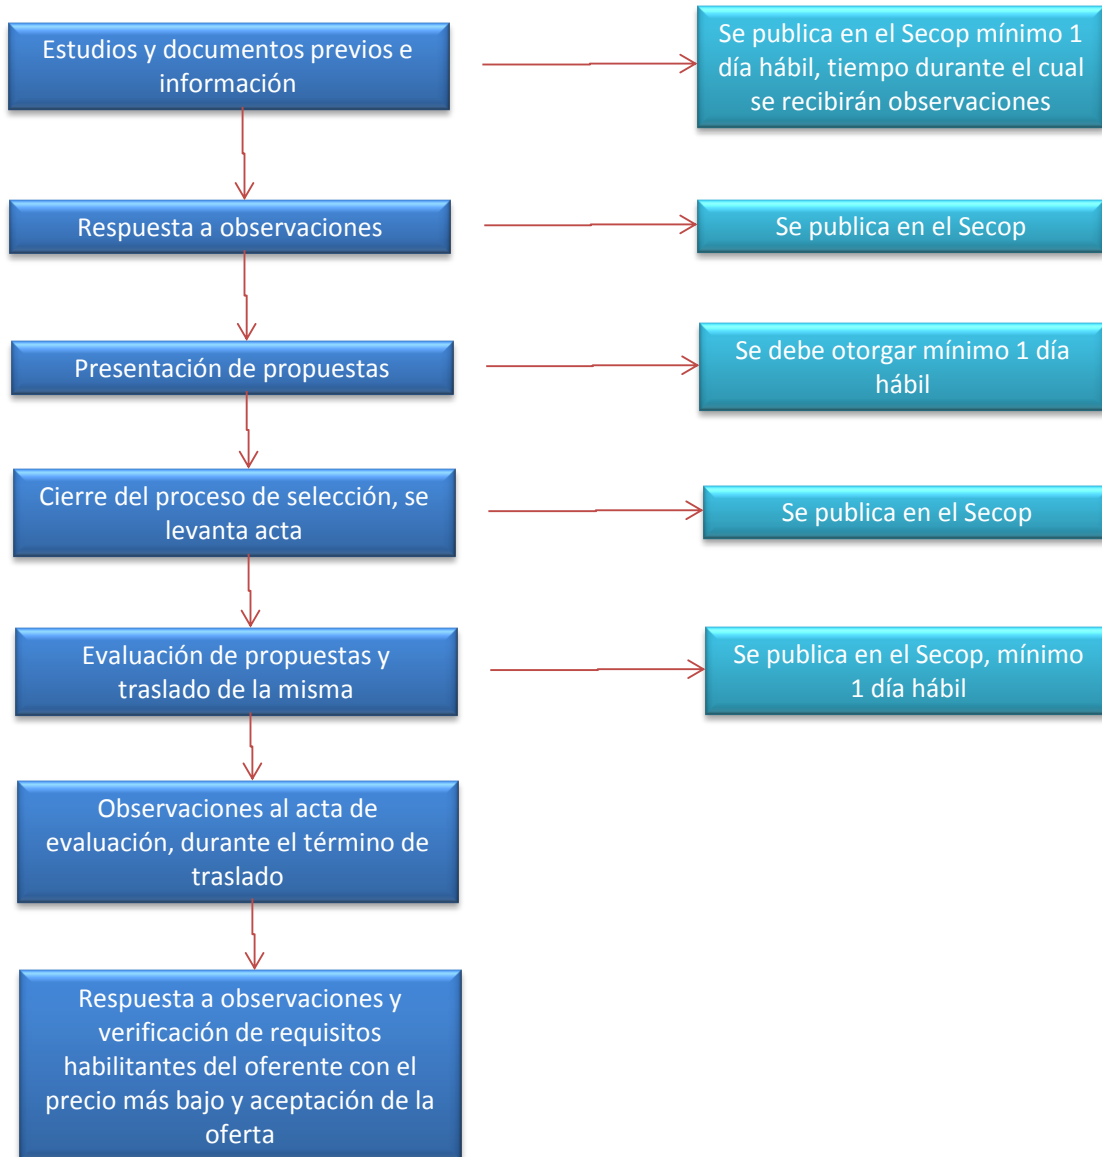 Estudios y documentos previos e
información
Se publica en el Secop mínimo 1
día hábil, tiempo durante el cual
se recibirán observaciones
Respuesta a observaciones
Se publica en el Secop
Presentación de propuestas
Se debe otorgar mínimo 1 día
hábil
Cierre del proceso de selección, se
levanta acta
Se publica en el Secop
Evaluación de propuestas y
traslado de la misma
Se publica en el Secop, mínimo
1 día hábil
Observaciones al acta de
evaluación, durante el término de
traslado
Respuesta a observaciones y
verificación de requisitos
habilitantes del oferente con el
precio más bajo y aceptación de la
oferta